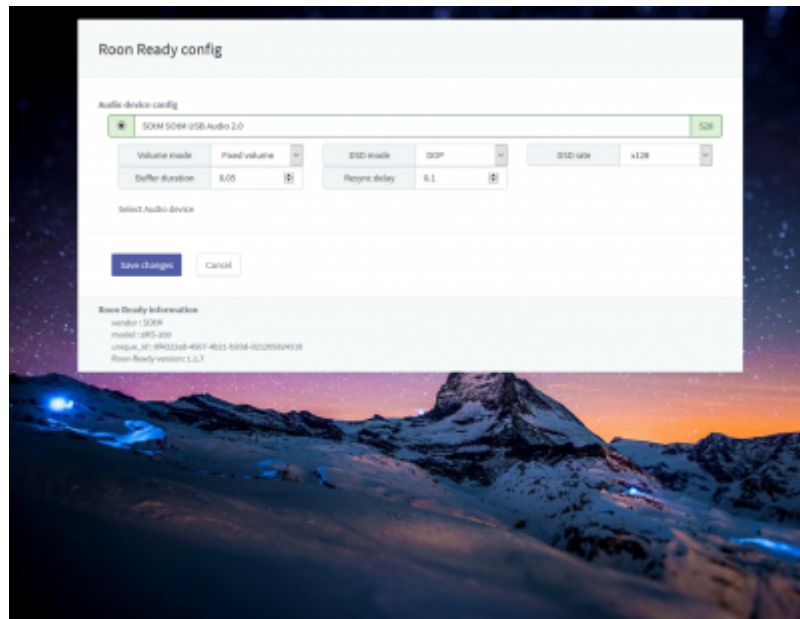 Roon Ready config
Audio device config
SOtM SOtM USB Audio 2.0
Volume mode Fixed volume DSD mode DOP DSD rate x128
Buffer duration 0.05 Resync delay 0.1
Select Audio device
Save changes Cancel
Roon Ready Information
vendor : SOtM
model : sMS-200
Roon Ready version: 1.1.7